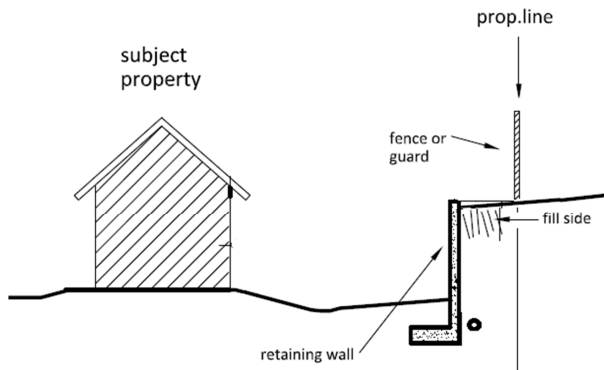 prop.line
subject
property
fence or
guard
fill side
retaining wall